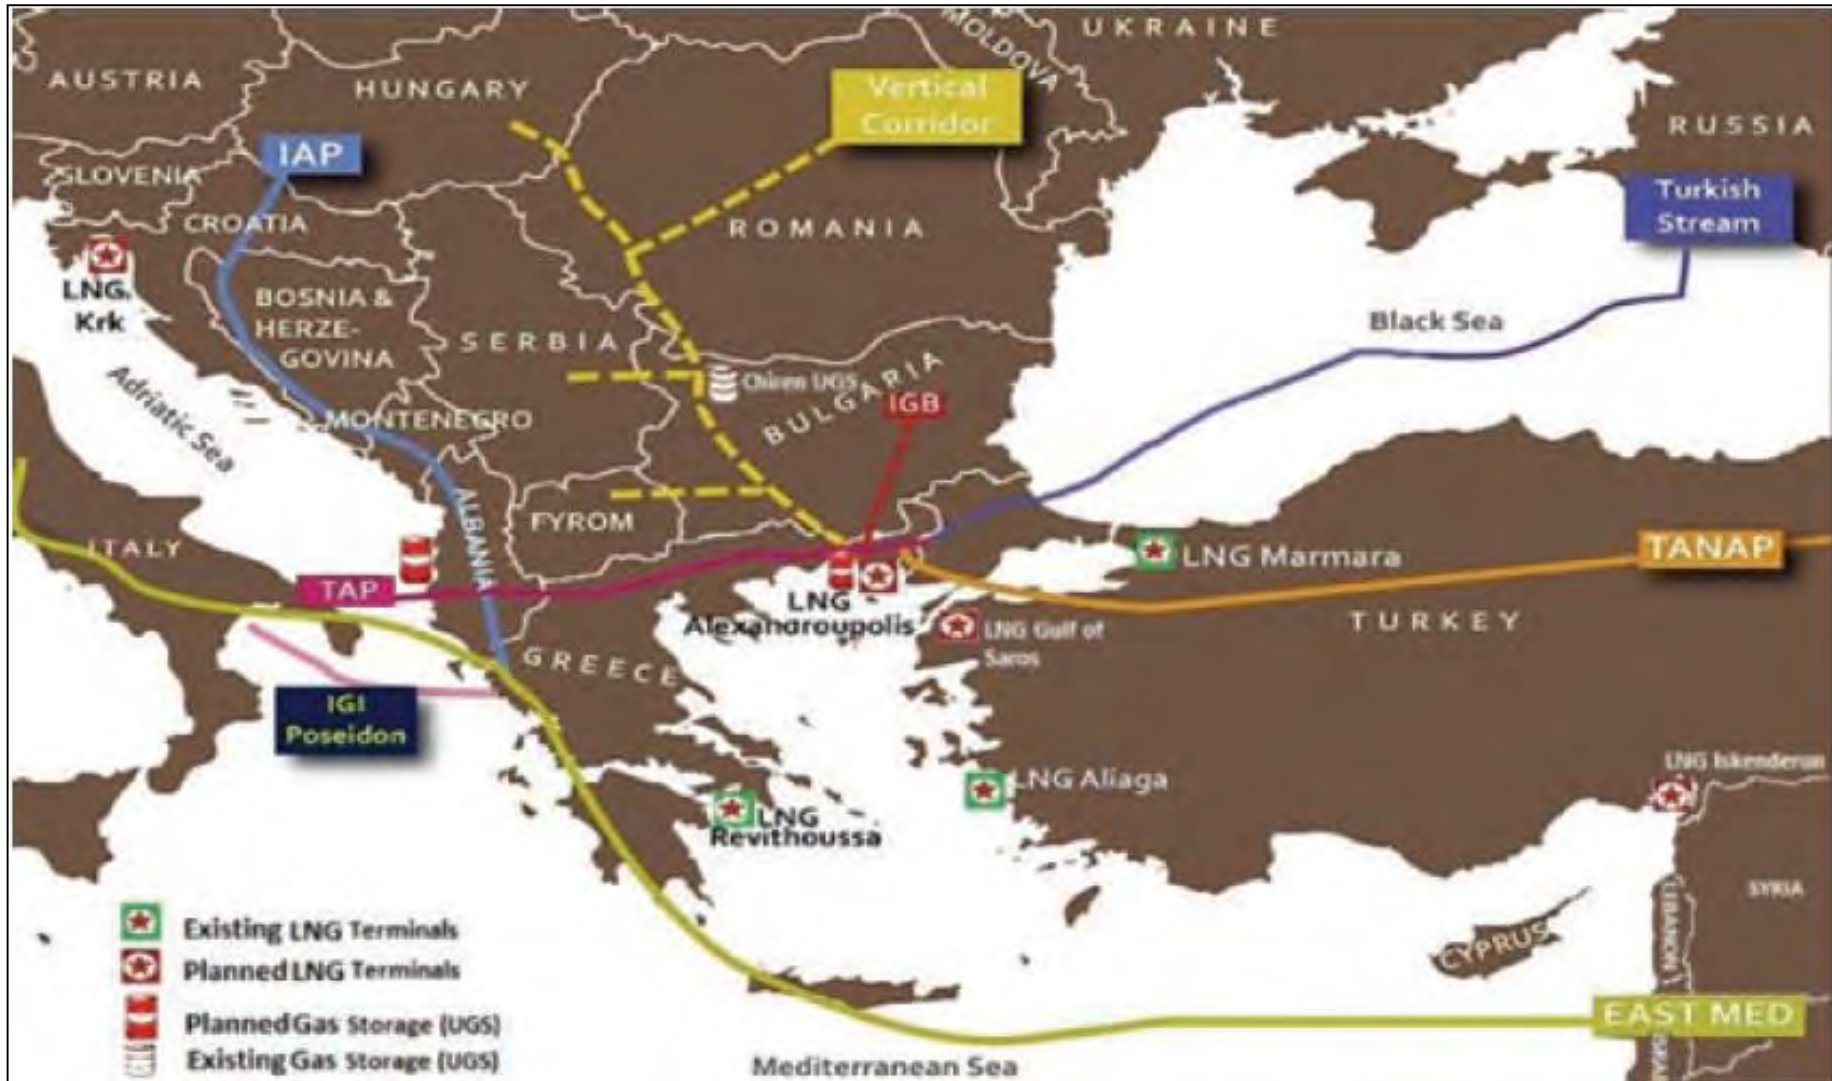 UKRAINE
MOLDOVA
AUSTRIA
HUNGARY
Vertical
Corridor
RUSSIA
IAP
SLOVENIA
Turkish
Stream
CROATIA
ROMANIA
LNG.
Krk
BOSNIA &
HERZE-
GOVINA
Black Sea
SERBIA
Adriatic Sea
Chiren UGS
BULGARIA
IGB
MONTENEGRO
ALBANIA
FYROM
ITALY
LNG Marmara
TANAP
TAP
LNG
Alexandroupolis
LNG Gulf of
Saros
TURKEY
GREECE
IGI
Poseidon
LNG Iskenderun
LNG Aliaga
LNG
Revithoussa
SYRIA
LIBANON
CYPRUS
Existing LNG Terminals
Planned LNG Terminals
Planned Gas Storage (UGS)
Existing Gas Storage (UGS)
EAST MED
Mediterranean Sea